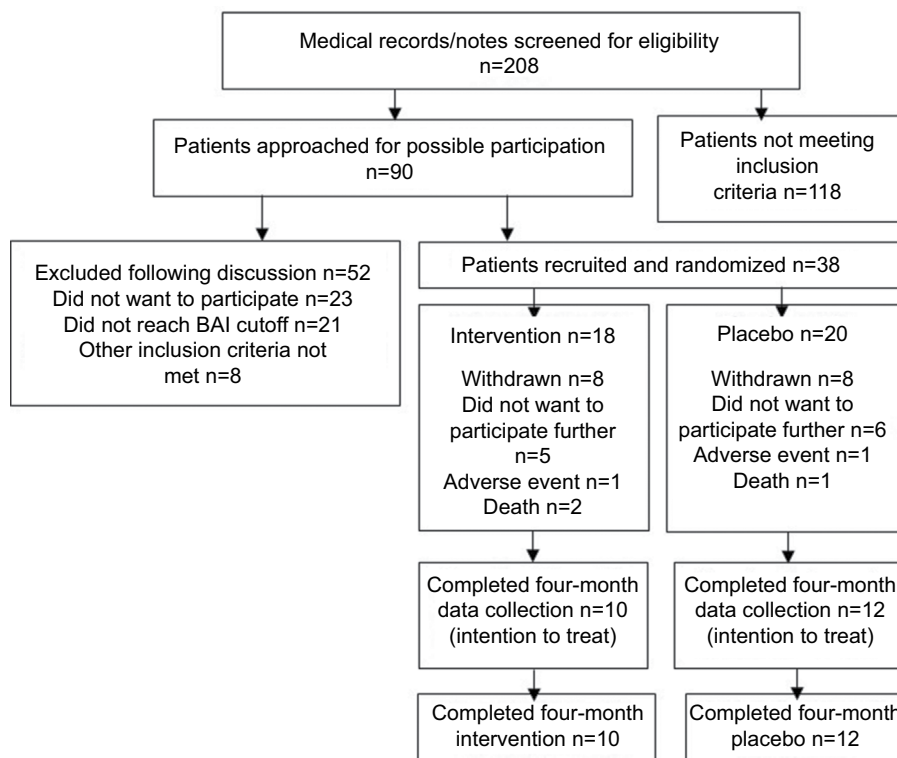 Medical records/notes screened for eligibility
n=208
Patients approached for possible participation
n=90
Patients not meeting
inclusion
criteria n=118
Excluded following discussion n=52
Did not want to participate n=23
Did not reach BAI cutoff n=21
Other inclusion criteria not
met n=8
Patients recruited and randomized n=38
Intervention n=18
Withdrawn n=8
Did not want to
participate further
n=5
Adverse event n=1
Death n=2
Placebo n=20
Withdrawn n=8
Did not want to
participate further n=6
Adverse event n=1
Death n=1
Completed four-month
data collection n=10
(intention to treat)
Completed four-month
data collection n=12
(intention to treat)
Completed four-month
intervention n=10
Completed four-month
placebo n=12